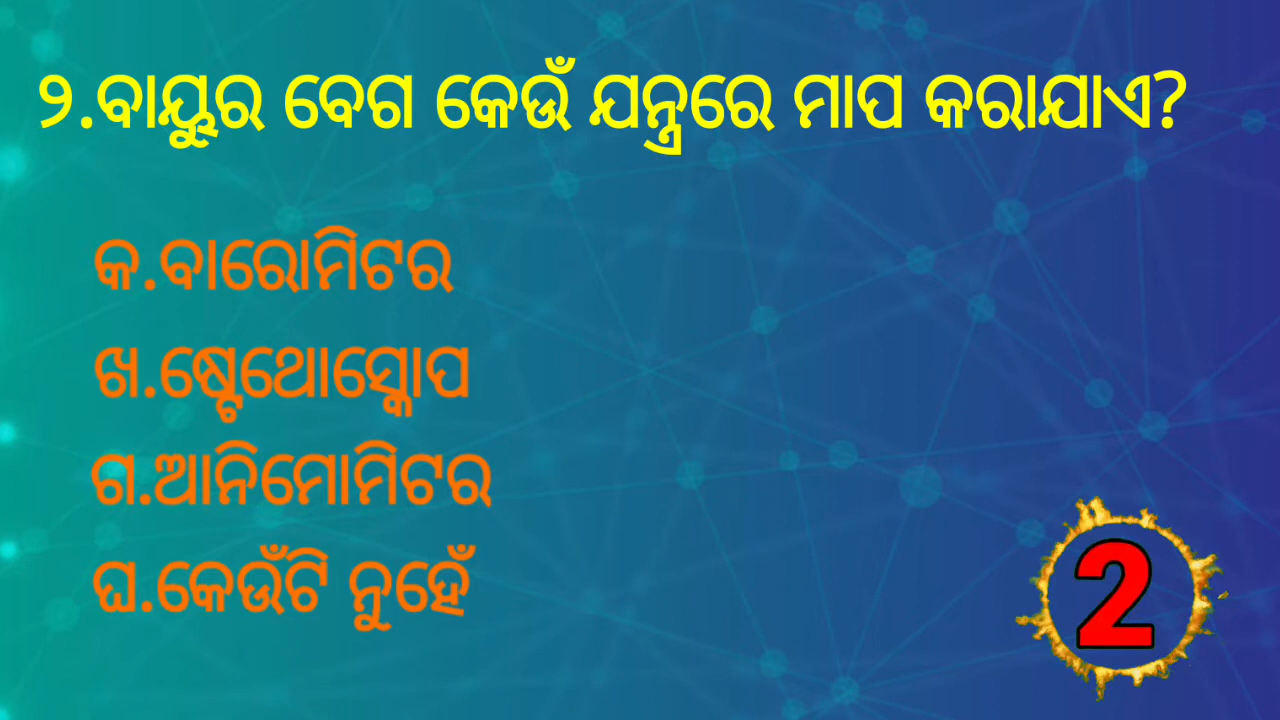 ୨.ବାୟୁର ବେଗ କେଉଁ ଯନ୍ତ୍ରରେ ମାପ କରାଯାଏ?
କ.ବାରୋମିଟର
ଖ.ଷ୍ଟେଥୋସ୍କୋପ
ଗ.ଆନିମୋମିଟର
ଘ.କେଉଁଟି ନୁହେଁ
2